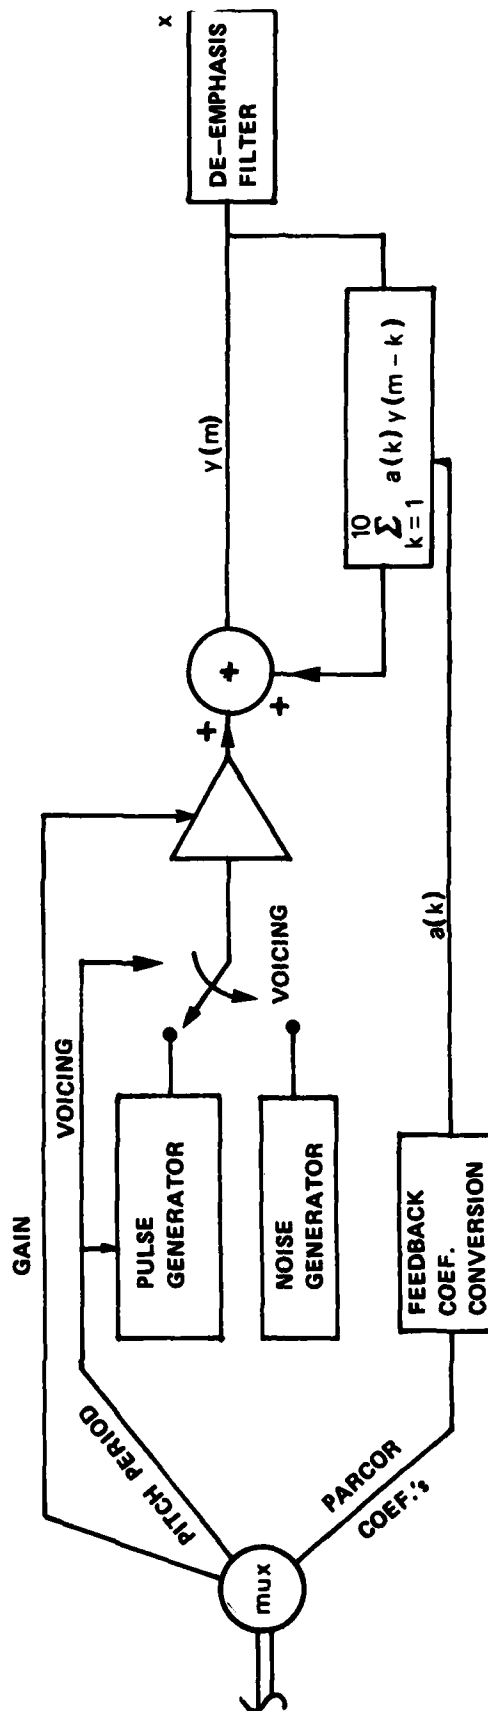 mux
GAIN
PITCH PERIOD
VOICING
PARCOR
COEF.'s
PULSE
GENERATOR
NOISE
GENERATOR
VOICING
FEEDBACK
COEF.
CONVERSION
a(k)
+
+
+
y(m)
10
Σ a(k) y(m - k)
k = 1
DE-EMPHASIS
FILTER
x